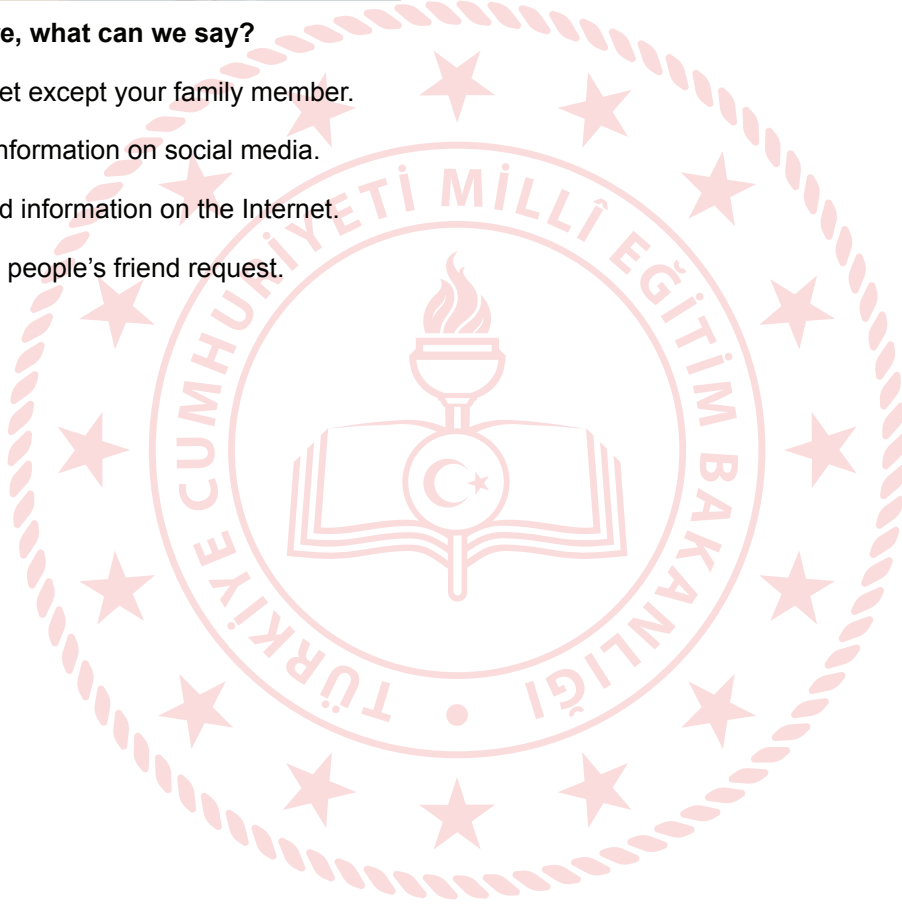 e, what can we say?
et except your family member.
nformation on social media.
d information on the Internet.
people's friend request.
TÜRKİYE CUMHURİYETİ MİLLÎ EĞİTİM BAKANLIĞI